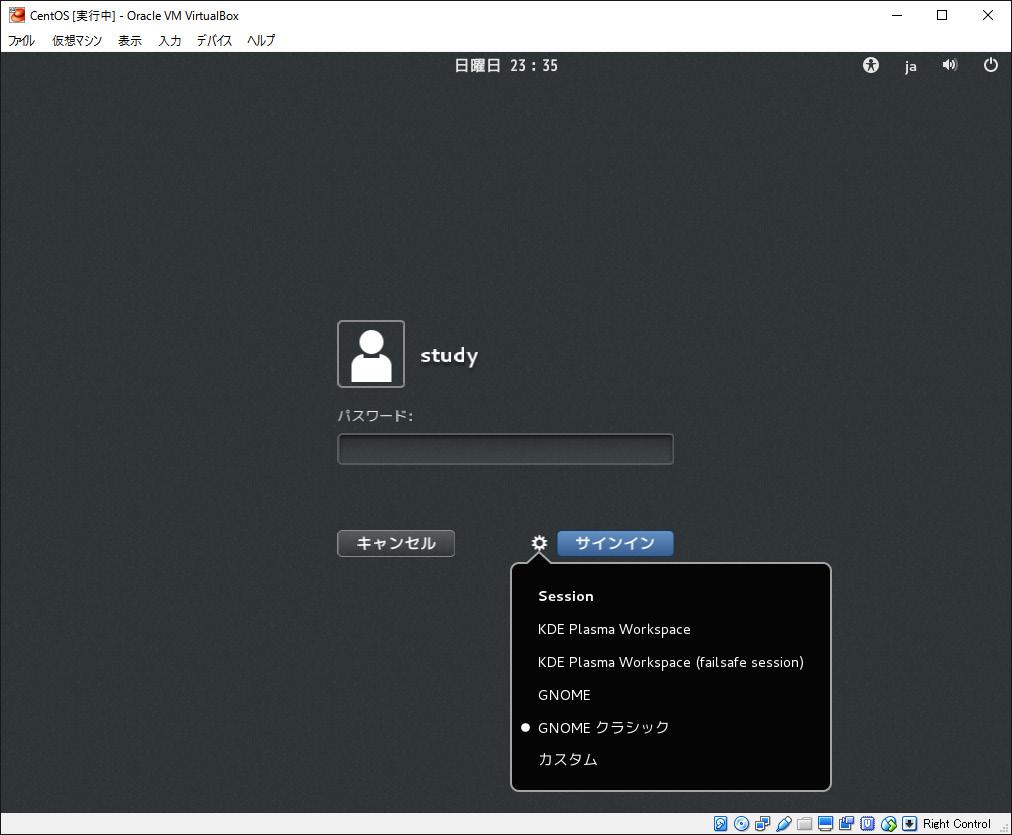 CentOS [実行中] - Oracle VM VirtualBox
ファイル 仮想マシン 表示 入力 デバイス ヘルプ
日曜日 23：35
ja
study
パスワード:
キャンセル
サインイン
Session
KDE Plasma Workspace
KDE Plasma Workspace (failsafe session)
GNOME
GNOME クラシック
カスタム
Right Control